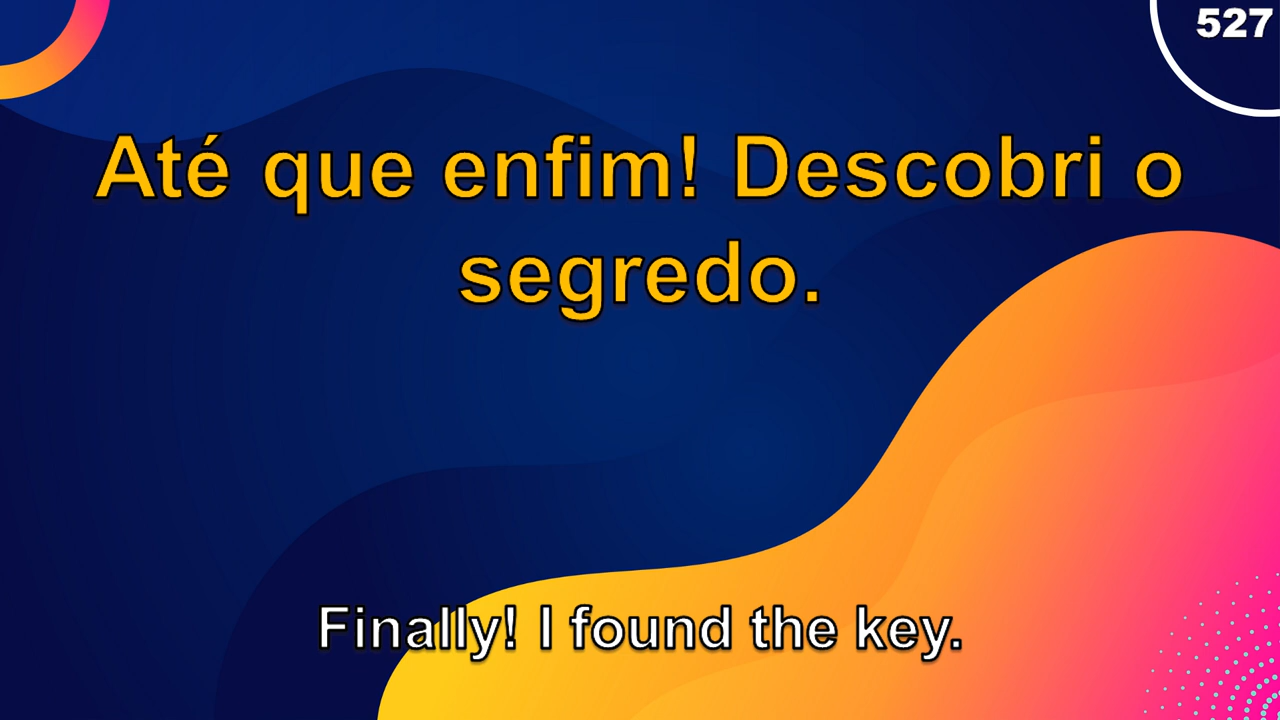 527
Até que enfim! Descobri o
segredo.
Finally! I found the key.